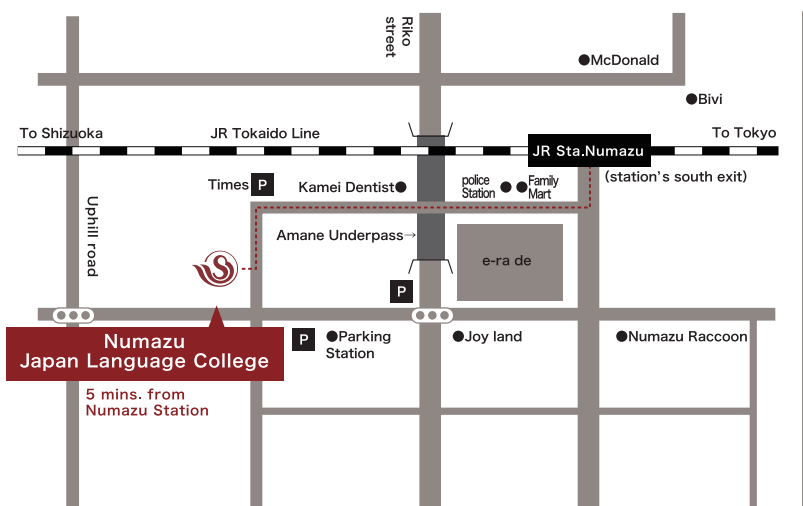 Riko
street
McDonald
Bivi
To Shizuoka
JR Tokaido Line
To Tokyo
JR Sta.Numazu
(station's south exit)
Times P
Kamei Dentist
police
Station
Family
Mart
Uphill road
Amane Underpass→
e-ra de
P
S
Numazu
Japan Language College
P
Parking
Station
Joy land
Numazu Raccoon
5 mins. from
Numazu Station